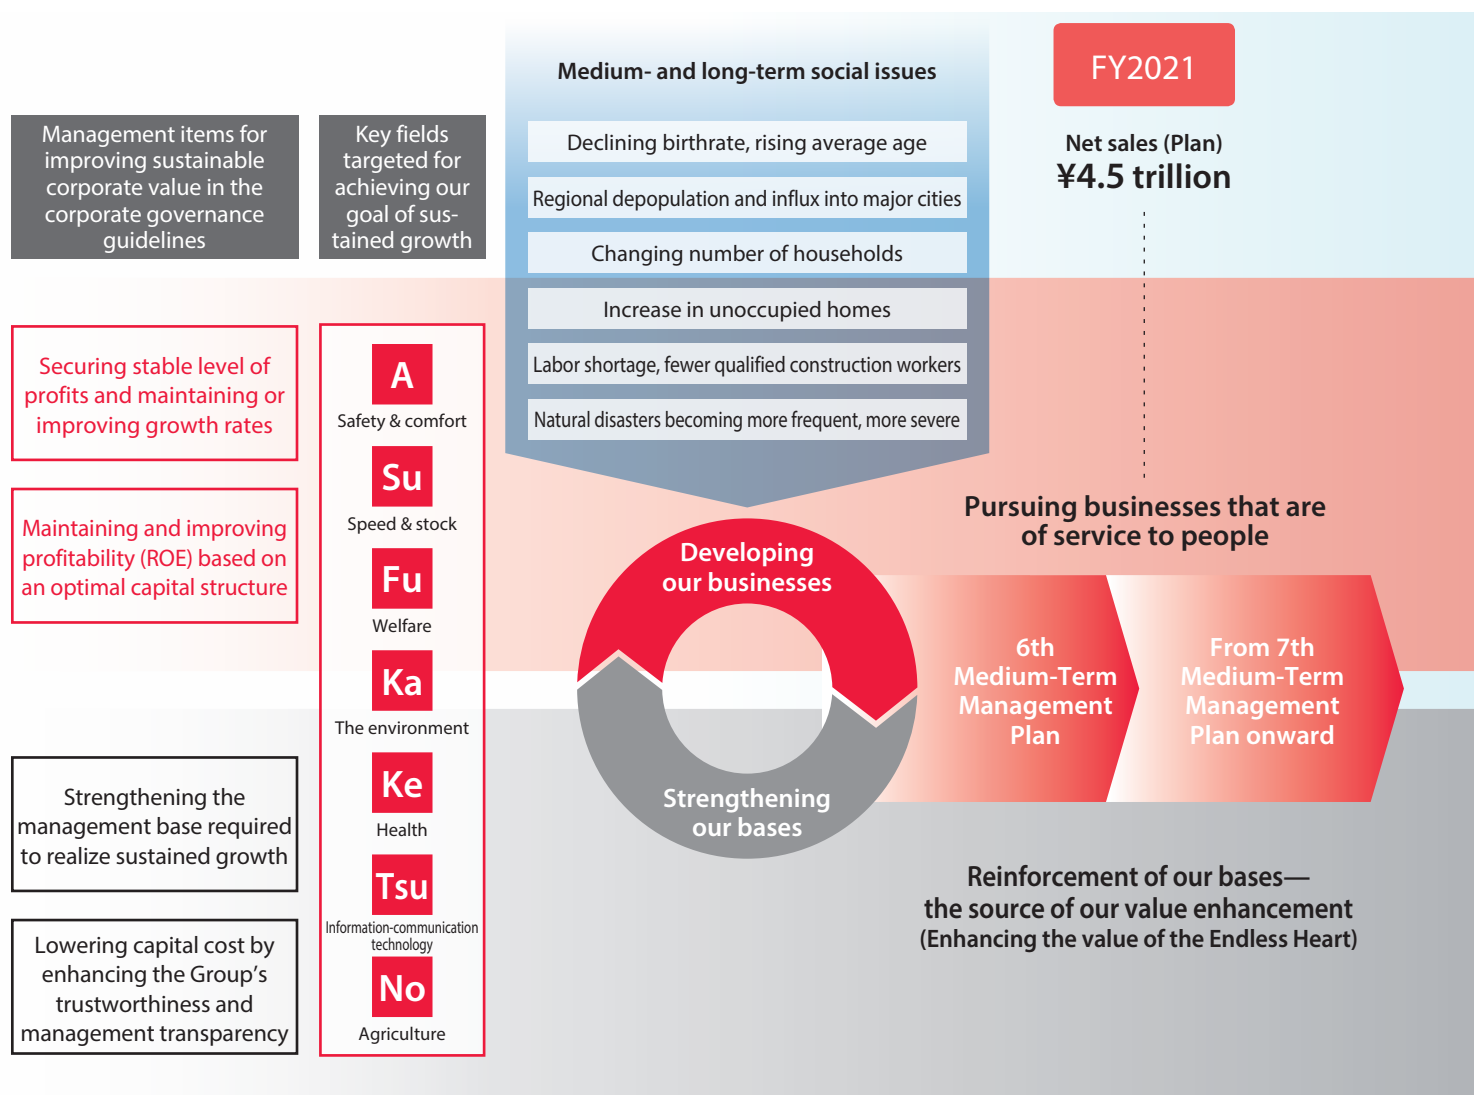 Management items for
improving sustainable
corporate value in the
corporate governance
guidelines
Securing stable level of
profits and maintaining or
improving growth rates
Maintaining and improving
profitability (ROE) based on
an optimal capital structure
Strengthening the
management base required
to realize sustained growth
Lowering capital cost by
enhancing the Group’s
trustworthiness and
management transparency
Key fields
targeted for
achieving our
goal of sus-
tained growth
A
Safety & comfort
Su
Speed & stock
Fu
Welfare
Ka
The environment
Ke
Health
Tsu
Information-communication
technology
No
Agriculture
Medium- and long-term social issues
Declining birthrate, rising average age
Regional depopulation and influx into major cities
Changing number of households
Increase in unoccupied homes
Labor shortage, fewer qualified construction workers
Natural disasters becoming more frequent, more severe
Developing
our businesses
Strengthening
our bases
FY2021
Net sales (Plan)
¥4.5 trillion
Pursuing businesses that are
of service to people
6th
Medium-Term
Management
Plan
From 7th
Medium-Term
Management
Plan onward
Reinforcement of our bases—
the source of our value enhancement
(Enhancing the value of the Endless Heart)